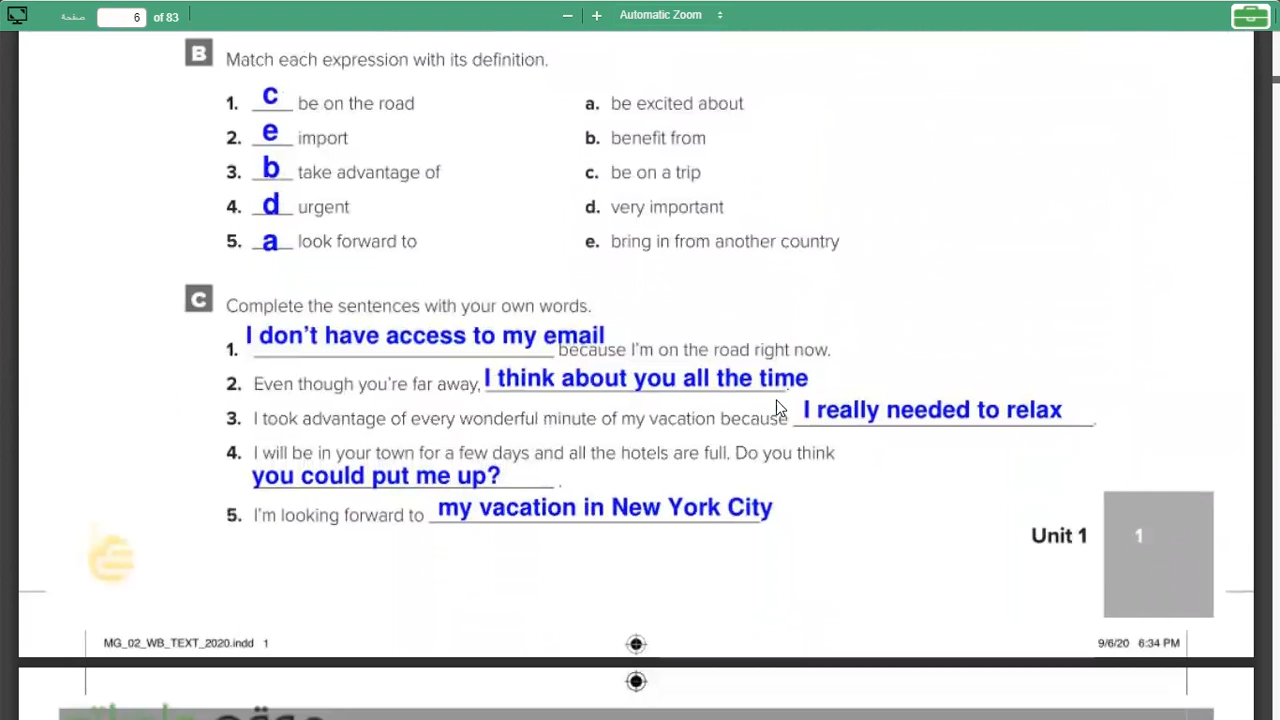 صفحة 6 of 83 Automatic Zoom
B Match each expression with its definition.
1. c be on the road a. be excited about
2. e import b. benefit from
3. b take advantage of c. be on a trip
4. d urgent d. very important
5. a look forward to e. bring in from another country
C Complete the sentences with your own words.
1. I don't have access to my email because I'm on the road right now.
2. Even though you're far away, I think about you all the time.
3. I took advantage of every wonderful minute of my vacation because I really needed to relax.
4. I will be in your town for a few days and all the hotels are full. Do you think
you could put me up? .
5. I'm looking forward to my vacation in New York City
Unit 1 1
MG_02_WB_TEXT_2020.indd 1 9/6/20 6:34 PM